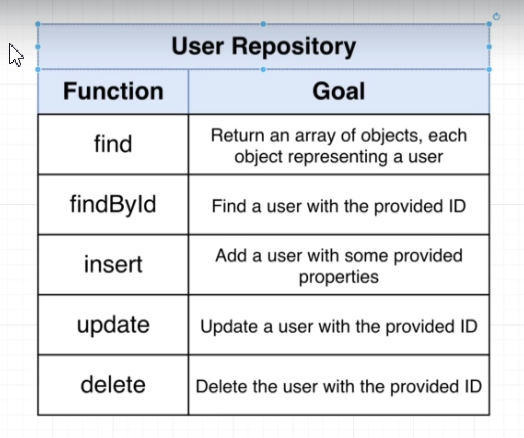 User Repository
Function Goal
find Return an array of objects, each
object representing a user
findById Find a user with the provided ID
insert Add a user with some provided
properties
update Update a user with the provided ID
delete Delete the user with the provided ID